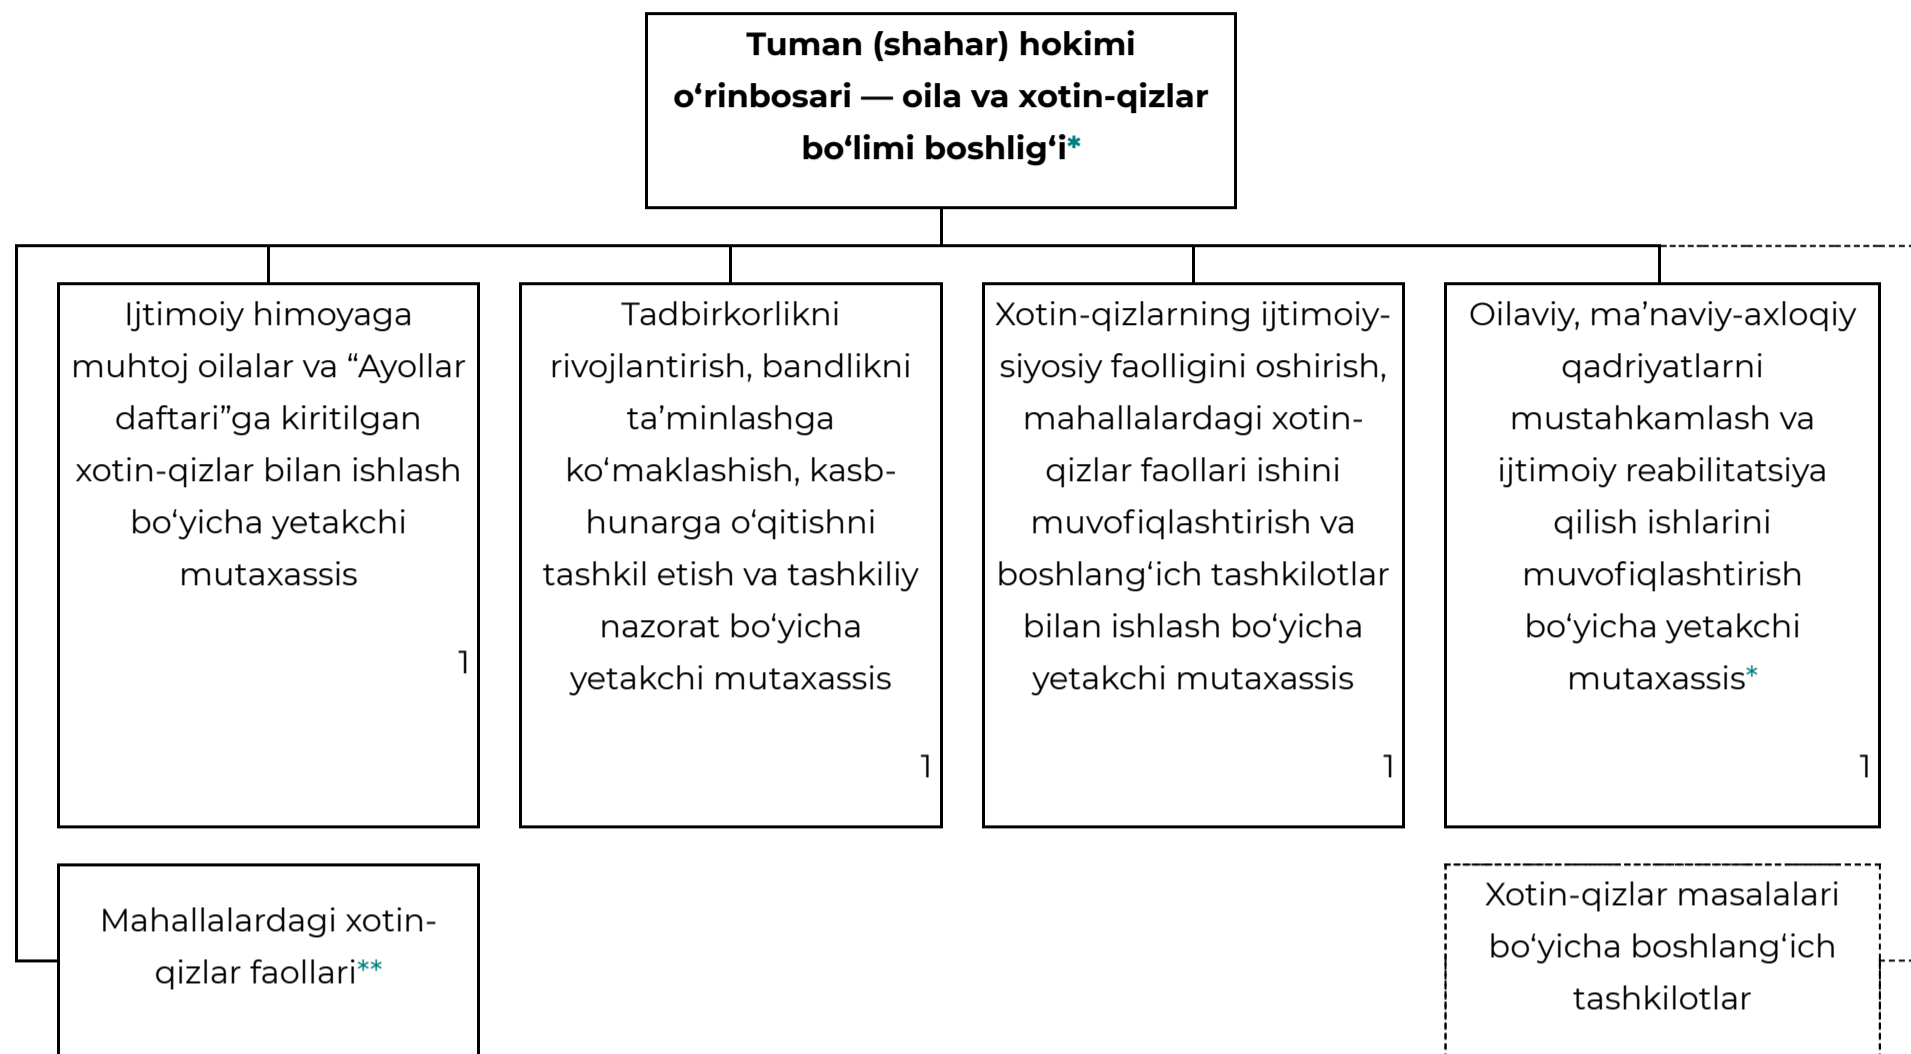 Tuman (shahar) hokimi
o‘rinbosari — oila va xotin-qizlar
bo‘limi boshlig‘i*
Ijtimoiy himoyaga
muhtoj oilalar va “Ayollar
daftari”ga kiritilgan
xotin-qizlar bilan ishlash
bo‘yicha yetakchi
mutaxassis
1
Tadbirkorlikni
rivojlantirish, bandlikni
ta’minlashga
ko‘maklashish, kasb-
hunarga o‘qitishni
tashkil etish va tashkiliy
nazorat bo‘yicha
yetakchi mutaxassis
1
Xotin-qizlarning ijtimoiy-
siyosiy faolligini oshirish,
mahallalardagi xotin-
qizlar faollari ishini
muvofiqlashtirish va
boshlang‘ich tashkilotlar
bilan ishlash bo‘yicha
yetakchi mutaxassis
1
Oilaviy, ma’naviy-axloqiy
qadriyatlarni
mustahkamlash va
ijtimoiy reabilitatsiya
qilish ishlarini
muvofiqlashtirish
bo‘yicha yetakchi
mutaxassis*
1
Mahallalardagi xotin-
qizlar faollari**
Xotin-qizlar masalalari
bo‘yicha boshlang‘ich
tashkilotlar